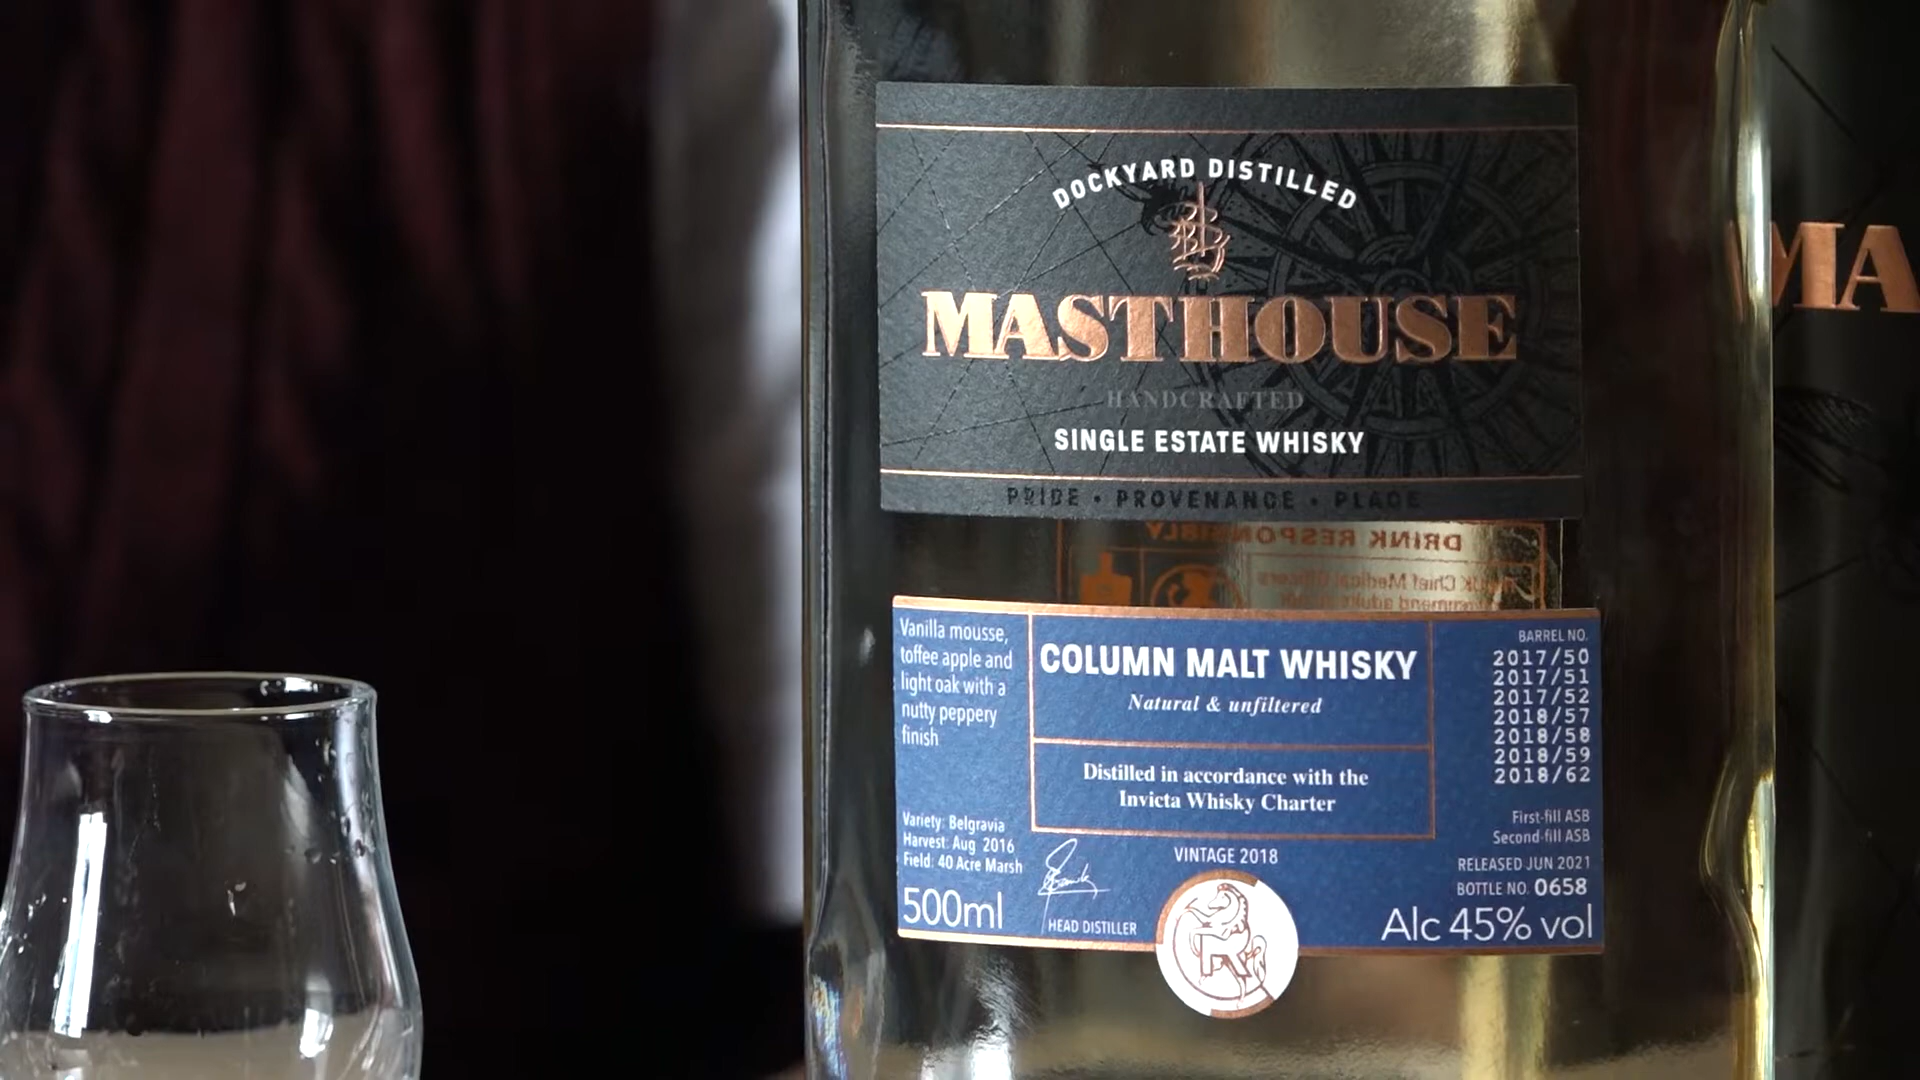 DOCKYARD DISTILLED
MASTHOUSE
HANDCRAFTED
SINGLE ESTATE WHISKY
PRIDE • PROVENANCE • PLACE
MA
DRINK RESPONSIBLY
UK Chief Medical Officers
Vanilla mousse,
toffee apple and
light oak with a
nutty peppery
finish
Variety: Belgravia
Harvest: Aug 2016
Field: 40 Acre Marsh
500ml
COLUMN MALT WHISKY
Natural & unfiltered
Distilled in accordance with the
Invicta Whisky Charter
VINTAGE 2018
HEAD DISTILLER
BARREL NO.
2017/50
2017/51
2017/52
2018/57
2018/58
2018/59
2018/62
First-fill ASB
Second-fill ASB
RELEASED JUN 2021
BOTTLE NO. 0658
Alc 45% vol